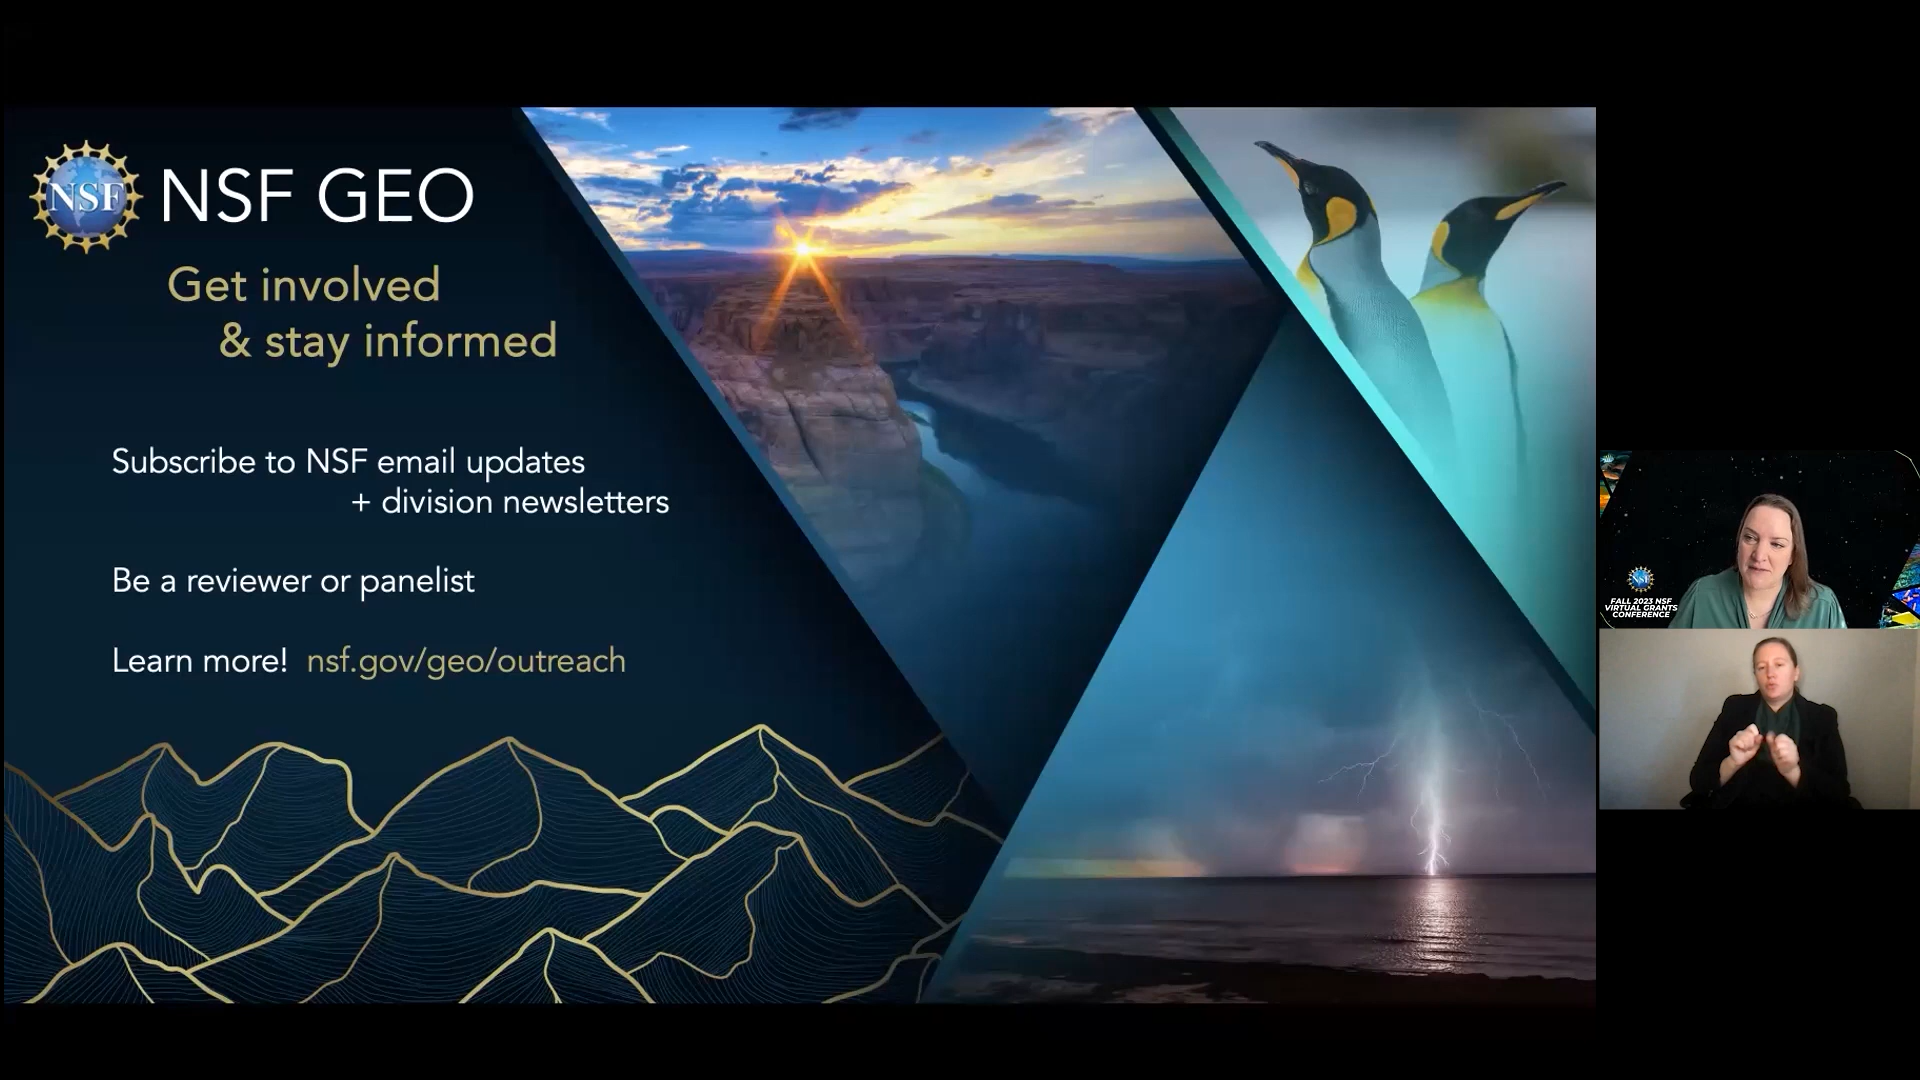 NSF
NSF GEO
Get involved
& stay informed
Subscribe to NSF email updates
+ division newsletters
Be a reviewer or panelist
Learn more! nsf.gov/geo/outreach
NSF
FALL 2023 NSF
VIRTUAL GRANTS
CONFERENCE